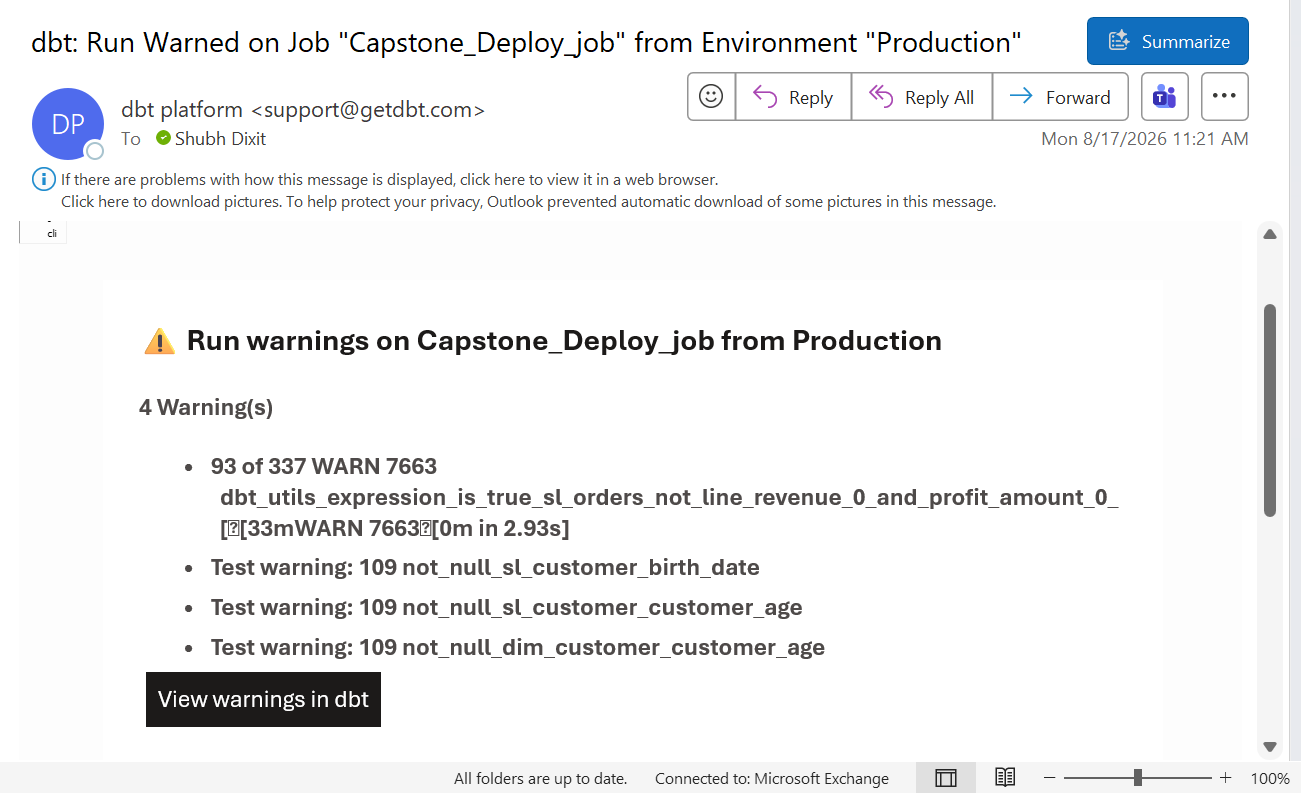 dbt: Run Warned on Job "Capstone_Deploy_job" from Environment "Production"
Summarize
DP
dbt platform <support@getdbt.com>
To Shubh Dixit
Reply
Reply All
Forward
Mon 8/17/2026 11:21 AM
If there are problems with how this message is displayed, click here to view it in a web browser.
Click here to download pictures. To help protect your privacy, Outlook prevented automatic download of some pictures in this message.
cli
⚠️ Run warnings on Capstone_Deploy_job from Production
4 Warning(s)
• 93 of 337 WARN 7663
dbt_utils_expression_is_true_sl_orders_not_line_revenue_0_and_profit_amount_0_
[⍰[33mWARN 7663⍰[0m in 2.93s]
• Test warning: 109 not_null_sl_customer_birth_date
• Test warning: 109 not_null_sl_customer_customer_age
• Test warning: 109 not_null_dim_customer_customer_age
View warnings in dbt
All folders are up to date.
Connected to: Microsoft Exchange
100%